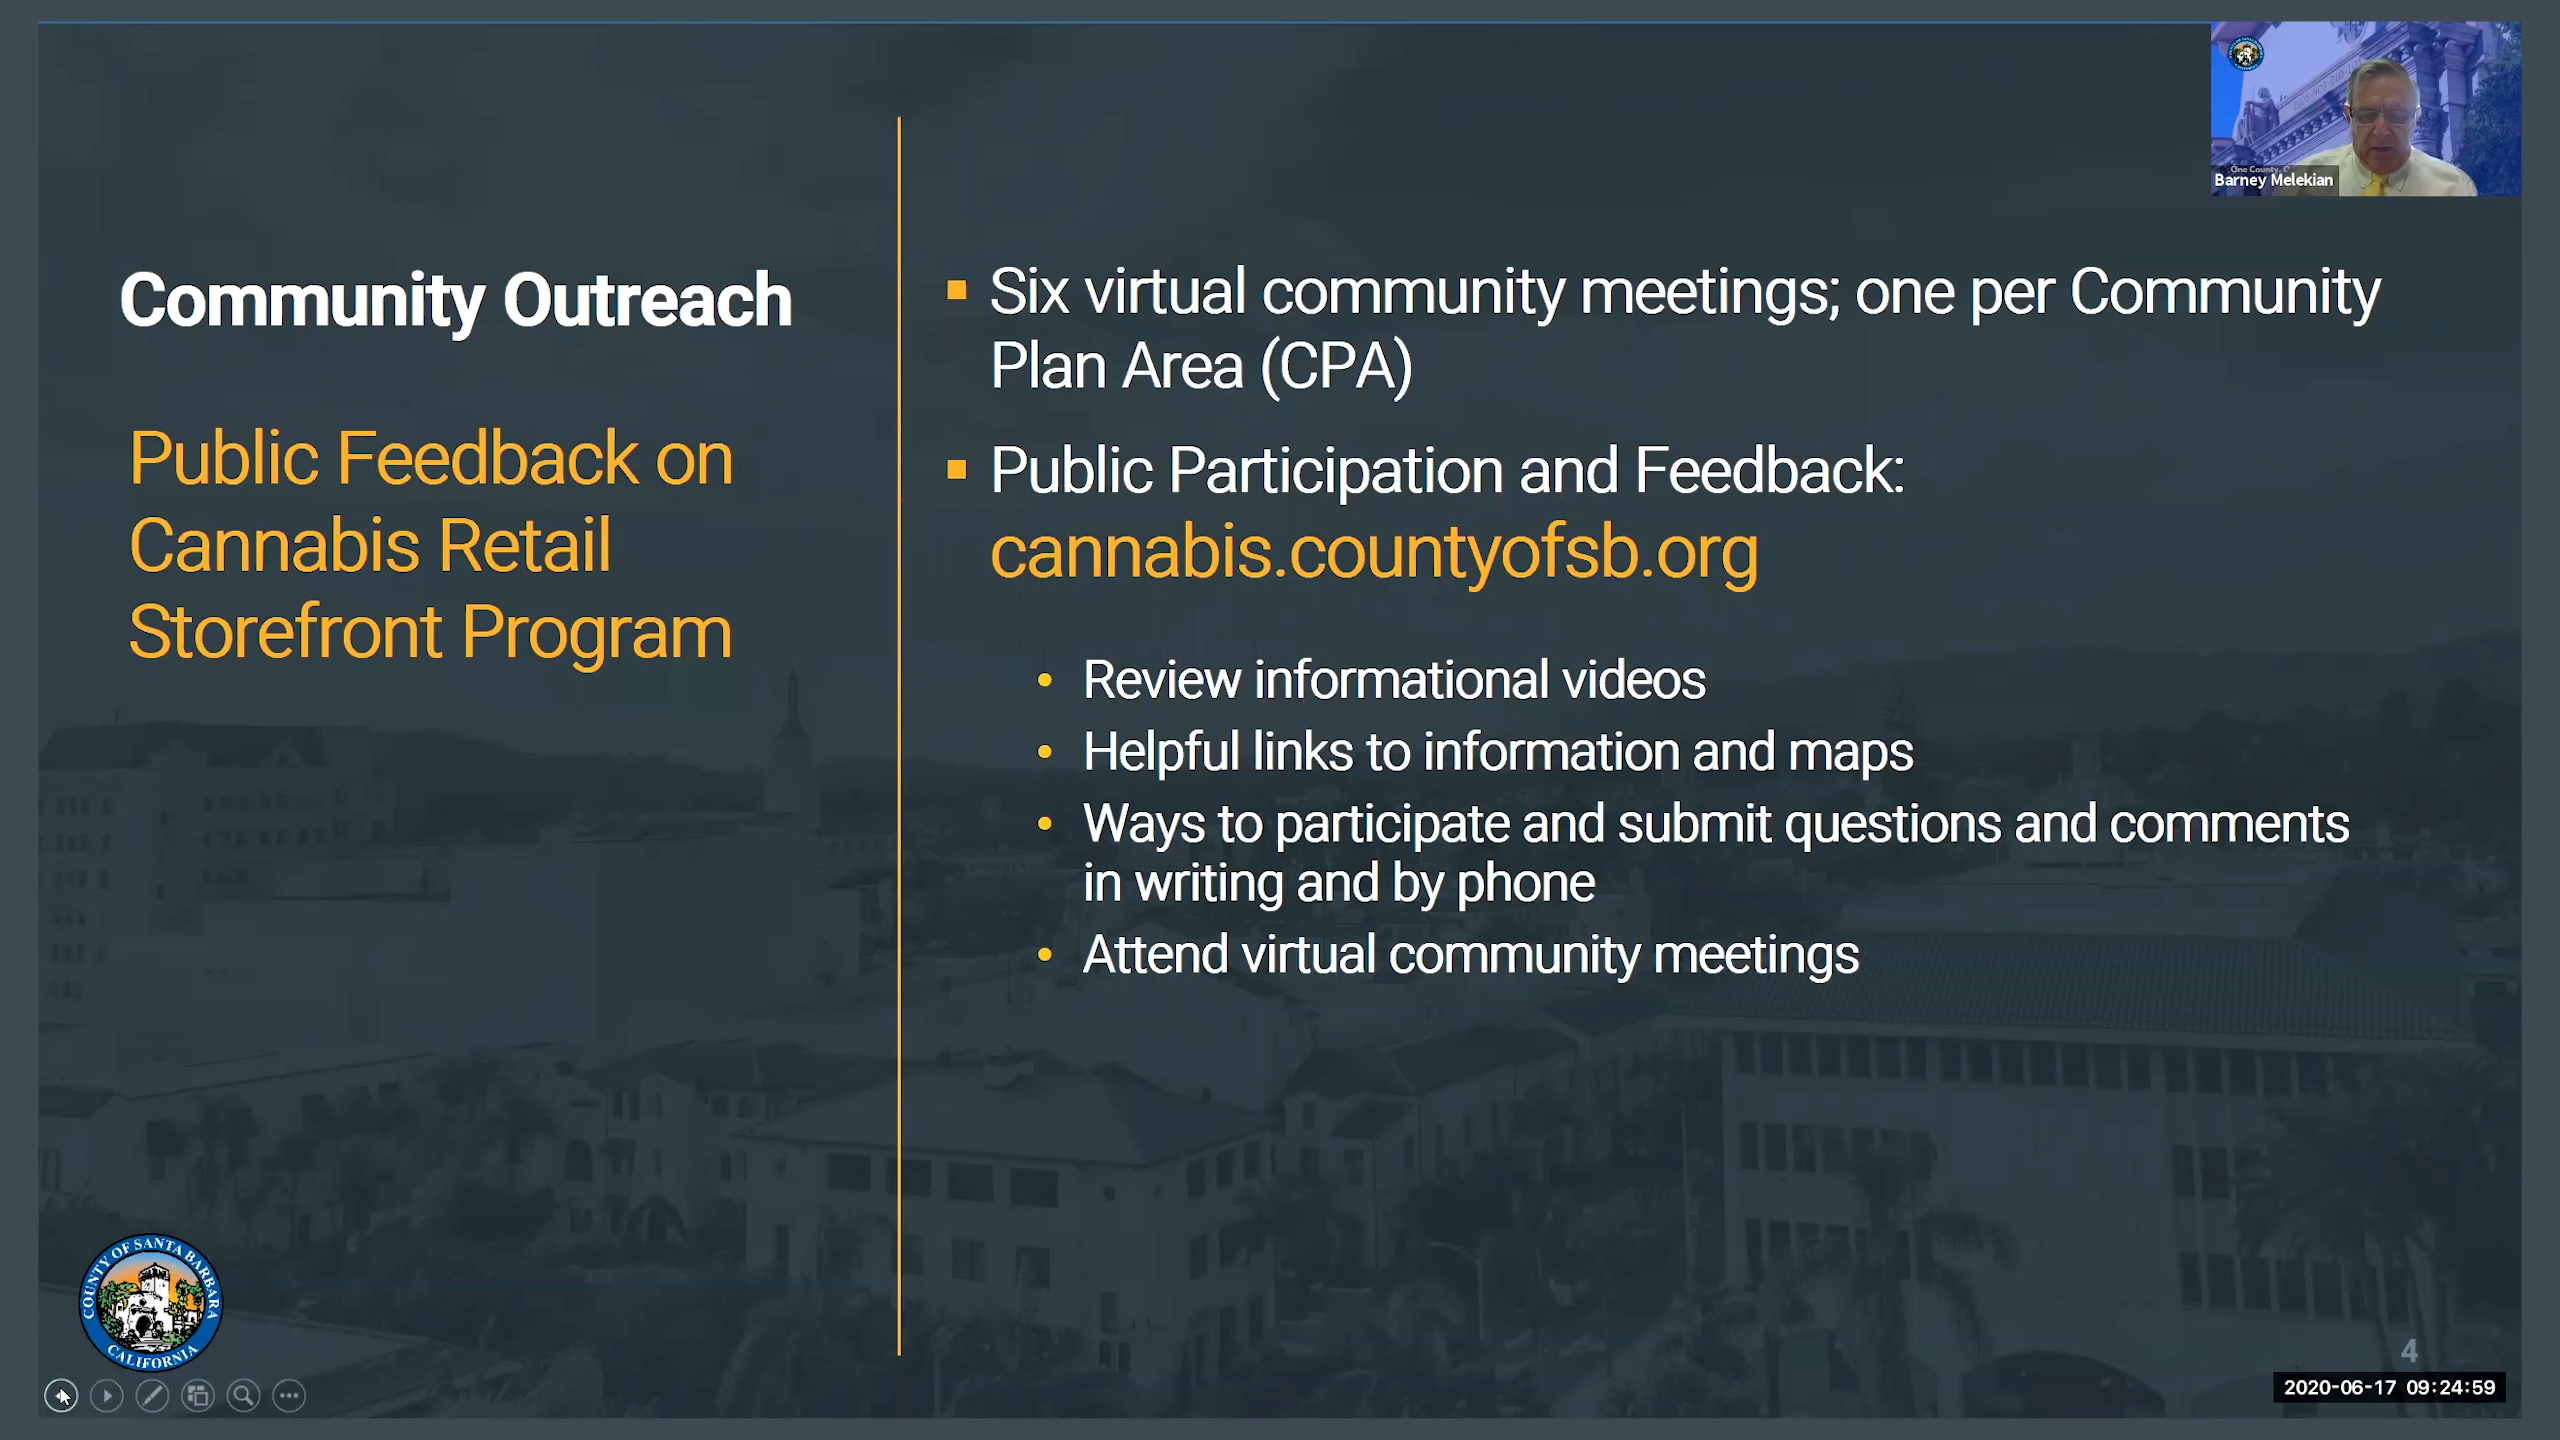 Community Outreach
Public Feedback on
Cannabis Retail
Storefront Program
Six virtual community meetings; one per Community
Plan Area (CPA)
Public Participation and Feedback:
cannabis.countyofsb.org
Review informational videos
Helpful links to information and maps
Ways to participate and submit questions and comments
in writing and by phone
Attend virtual community meetings
One County,
Barney Melekian
COUNTY OF SANTA BARBARA
CALIFORNIA
4
2020-06-17 09:24:59